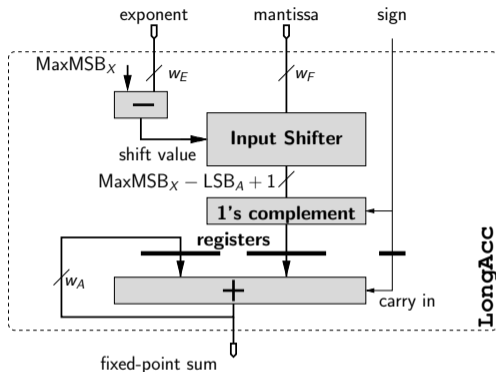 exponent mantissa sign
MaxMSB_X
w_E w_F
−
Input Shifter
shift value
MaxMSB_X − LSB_A + 1
1's complement
registers
w_A
+
carry in
LongAcc
fixed-point sum